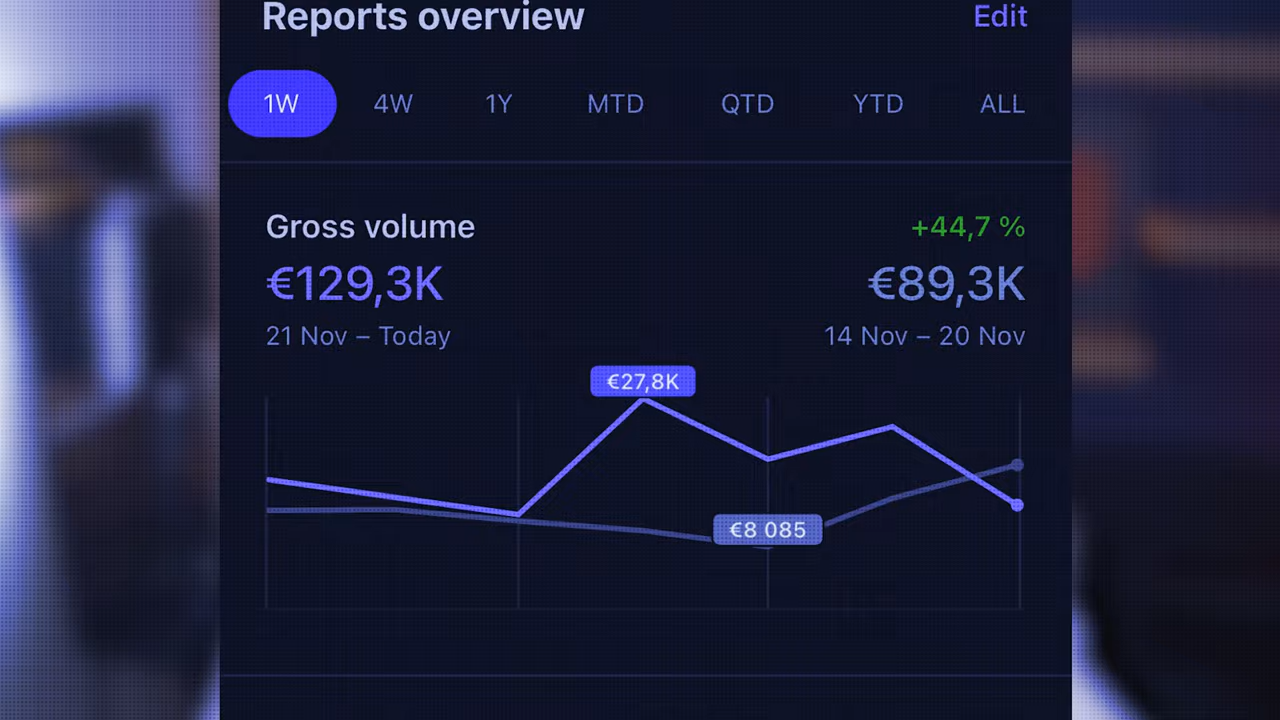 Reports overview Edit
1W 4W 1Y MTD QTD YTD ALL
Gross volume +44,7 %
€129,3K €89,3K
21 Nov – Today 14 Nov – 20 Nov
€27,8K
€8 085